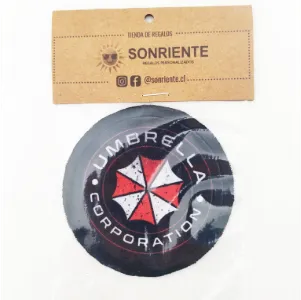 TIENDA DE REGALOS
SONRIENTE
REGALOS PERSONALIZADOS
@sonriente.cl
UMBRELLA
CORPORATION